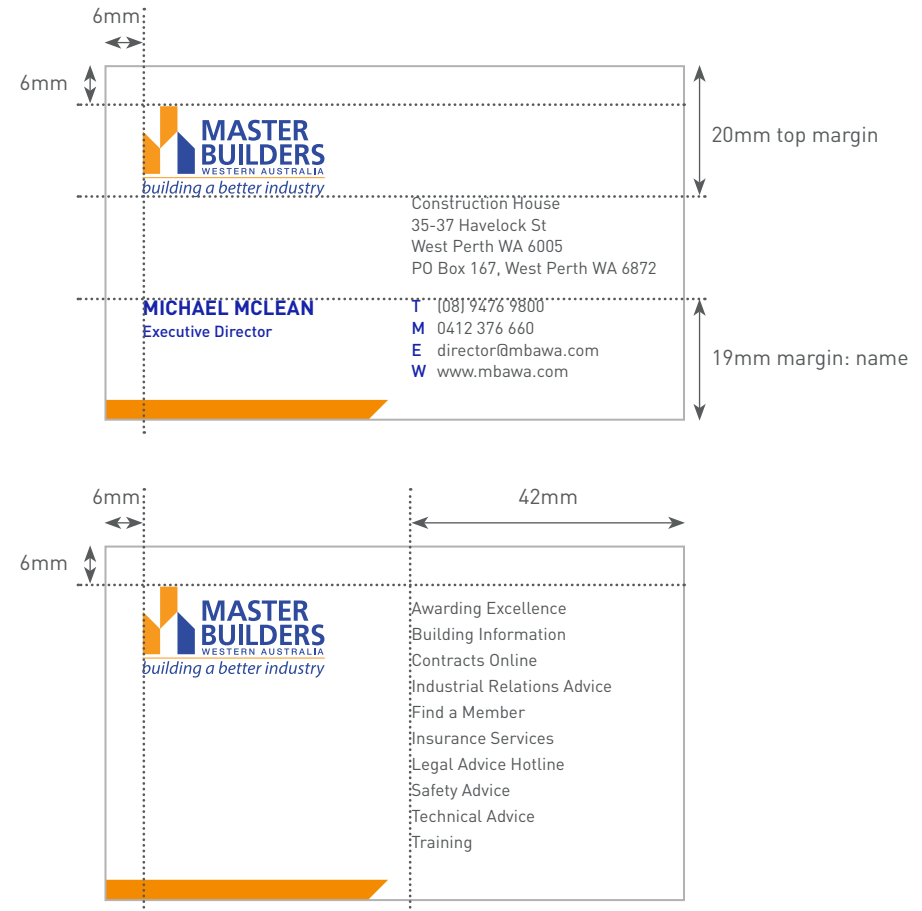 6mm
6mm
20mm top margin
MASTER
BUILDERS
WESTERN AUSTRALIA
building a better industry
Construction House
35-37 Havelock St
West Perth WA 6005
PO Box 167, West Perth WA 6872
MICHAEL MCLEAN
Executive Director
T (08) 9476 9800
M 0412 376 660
E director@mbawa.com
W www.mbawa.com
19mm margin: name
6mm
42mm
6mm
MASTER
BUILDERS
WESTERN AUSTRALIA
building a better industry
Awarding Excellence
Building Information
Contracts Online
Industrial Relations Advice
Find a Member
Insurance Services
Legal Advice Hotline
Safety Advice
Technical Advice
Training